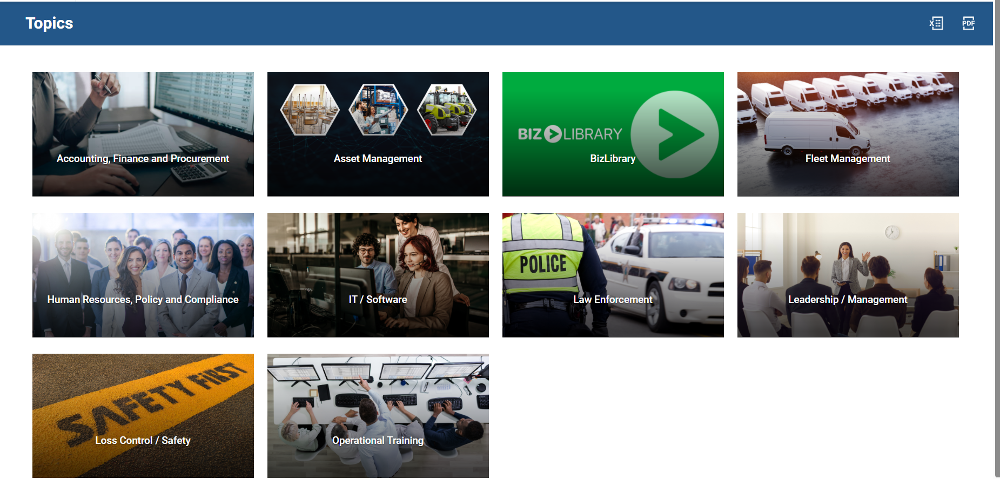 Topics
X
PDF
Accounting, Finance and Procurement
Asset Management
BIZ LIBRARY
BizLibrary
Fleet Management
Human Resources, Policy and Compliance
IT / Software
POLICE
Law Enforcement
Leadership / Management
SAFETY FiRST
Loss Control / Safety
Operational Training